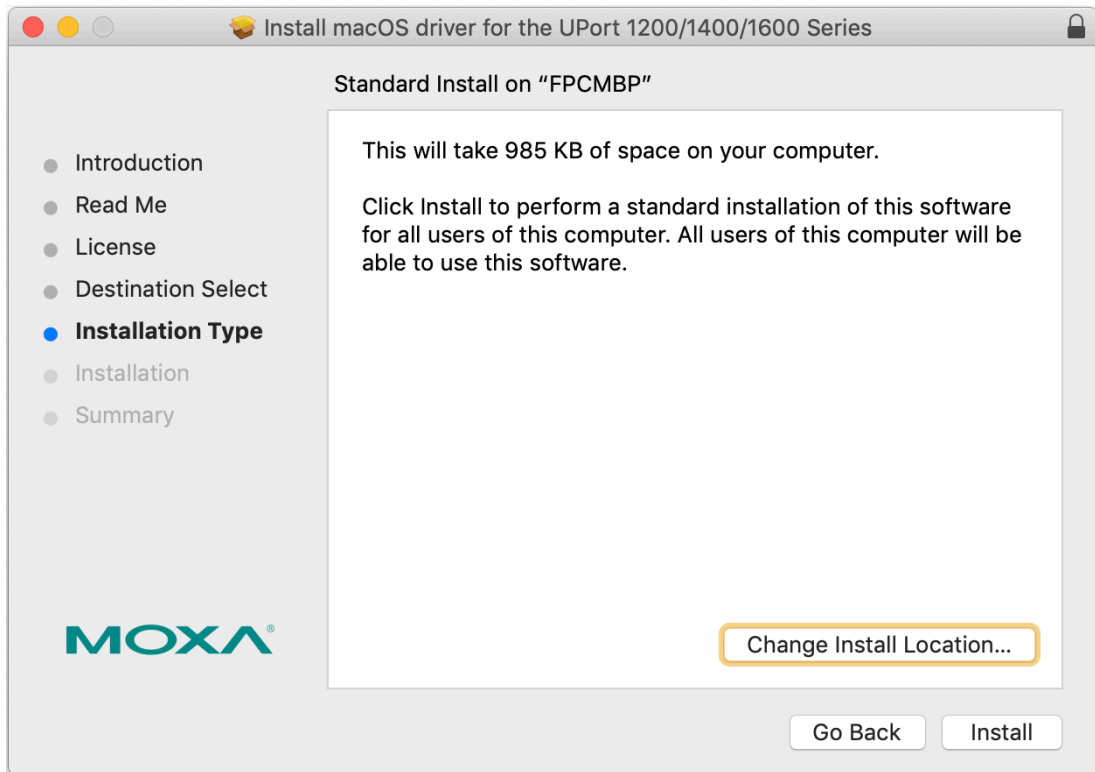 Install macOS driver for the UPort 1200/1400/1600 Series
Standard Install on “FPCMBP”
Introduction
Read Me
License
Destination Select
Installation Type
Installation
Summary
This will take 985 KB of space on your computer.
Click Install to perform a standard installation of this software
for all users of this computer. All users of this computer will be
able to use this software.
MOXA®
Change Install Location...
Go Back
Install